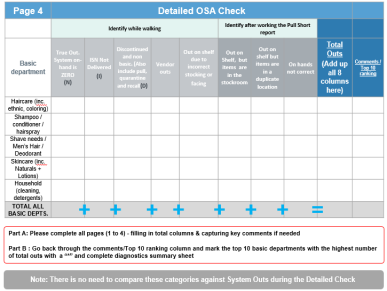 Page 4
Detailed OSA Check
Identify while walking
Identify after working the Pull Short
report
Basic
department
True Out.
System on-
hand is
ZERO
(N)
RIN Not
Delivered
(I)
Discontinued
and non
basic. (Also
include pull,
quarantine
and recall (D)
Vendor
outs
Out on shelf
due to
incorrect
stocking or
facing
Out on
Shelf, but
items are
in the
stockroom
Out on
shelf but
items are
in a
duplicate
location
On hands
not correct
Total
Outs
(Add up
all 8
columns
here)
Comments /
Top 10
ranking
Haircare (inc.
ethnic, coloring)
Shampoo /
conditioner /
hairspray
Shave needs /
Men's Hair /
Deodorant
Skincare (inc.
Naturals +
Lotions)
Household
(cleaning,
detergents)
TOTAL ALL
BASIC DEPTS.
+ + + + + + + =
Part A: Please complete all pages (1 to 4) - filling in total columns & capturing key comments if needed
Part B : Go back through the comments/Top 10 ranking column and mark the top 10 basic departments with the highest number
of total outs with a "*" and complete diagnostics summary sheet
Note: There is no need to compare these categories against System Outs during the Detailed Check